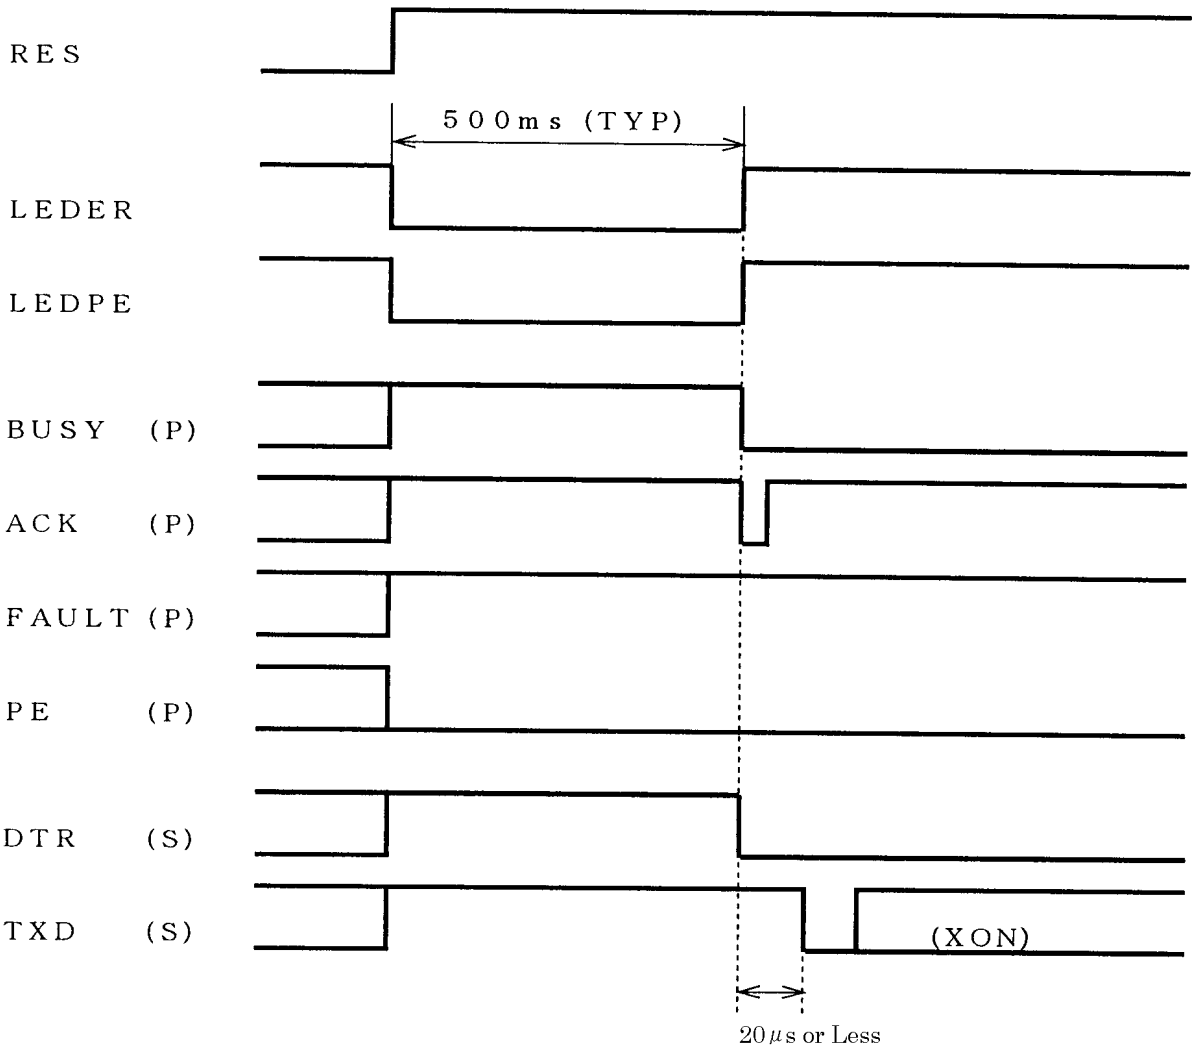 RES
500ms (TYP)
LEDER
LEDPE
BUSY (P)
ACK (P)
FAULT (P)
PE (P)
DTR (S)
TXD (S)
(XON)
20μs or Less